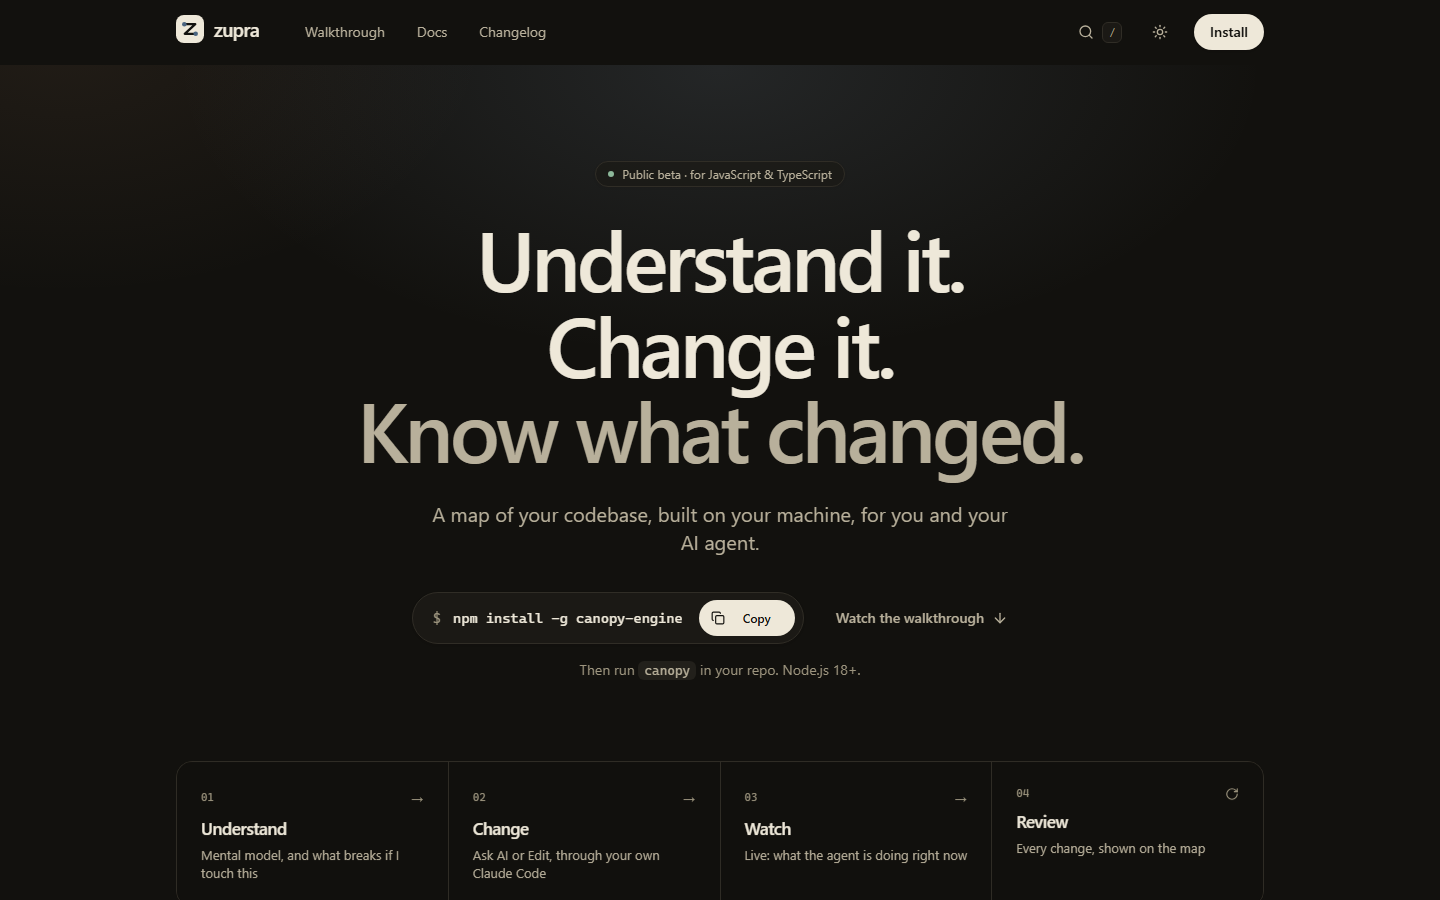 zupra
Walkthrough
Docs
Changelog
/
Install
Public beta · for JavaScript & TypeScript
Understand it.
Change it.
Know what changed.
A map of your codebase, built on your machine, for you and your
AI agent.
$ npm install -g canopy-engine
Copy
Watch the walkthrough ↓
Then run canopy in your repo. Node.js 18+.
01 →
Understand
Mental model, and what breaks if I
touch this
02 →
Change
Ask AI or Edit, through your own
Claude Code
03 →
Watch
Live: what the agent is doing right now
04
Review
Every change, shown on the map